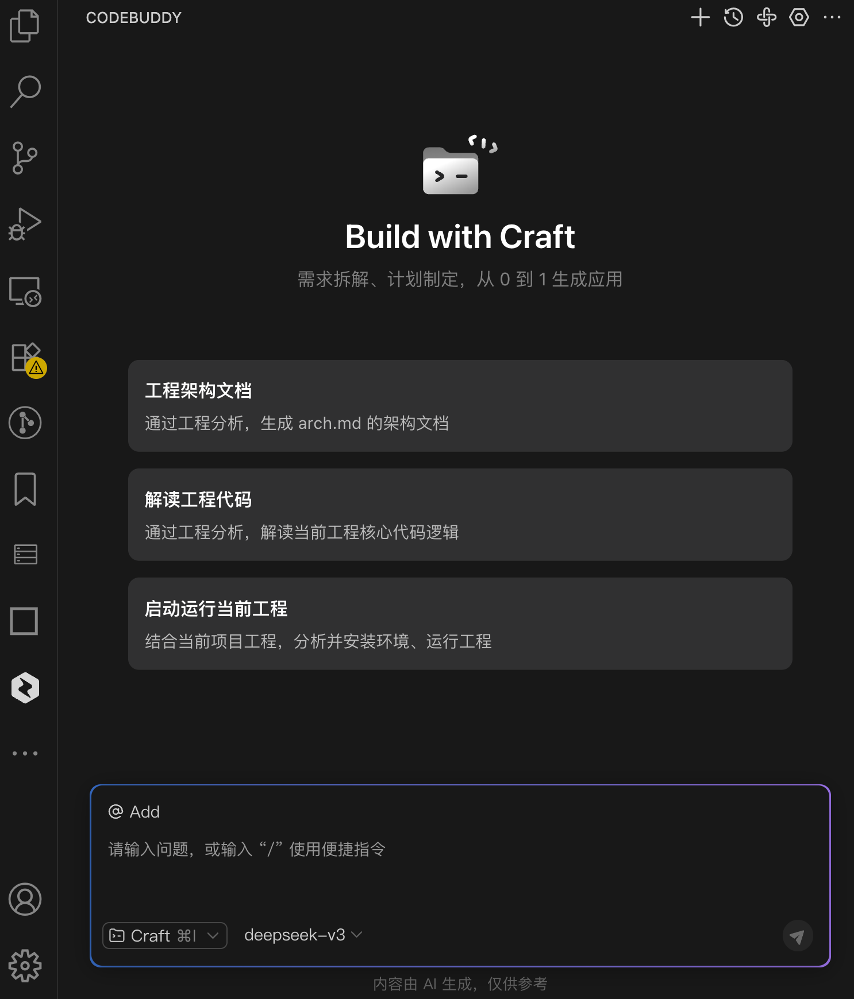 CODEBUDDY
Build with Craft
需求拆解、计划制定，从 0 到 1 生成应用
工程架构文档
通过工程分析，生成 arch.md 的架构文档
解读工程代码
通过工程分析，解读当前工程核心代码逻辑
启动运行当前工程
结合当前项目工程，分析并安装环境、运行工程
@ Add
请输入问题，或输入 “/” 使用便捷指令
Craft ⌘I deepseek-v3
内容由 AI 生成，仅供参考